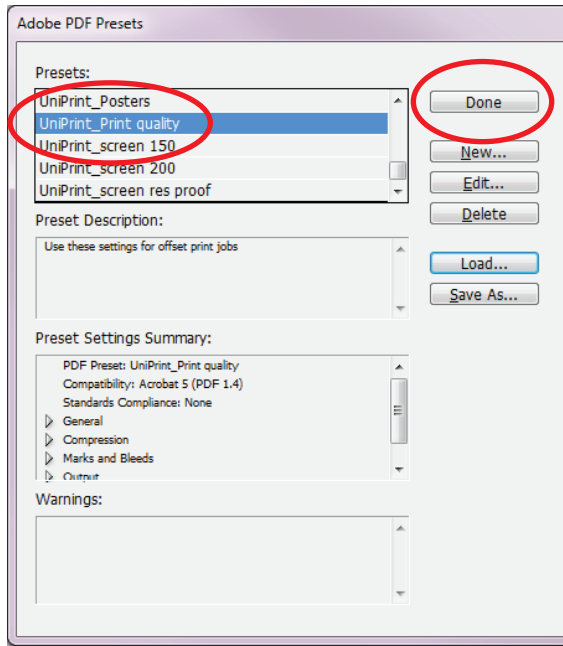 Adobe PDF Presets
Presets:
UniPrint_Posters
UniPrint_Print quality
UniPrint_screen 150
UniPrint_screen 200
UniPrint_screen res proof
Done
New...
Edit...
Delete
Load...
Save As...
Preset Description:
Use these settings for offset print jobs
Preset Settings Summary:
PDF Preset: UniPrint_Print quality
Compatibility: Acrobat 5 (PDF 1.4)
Standards Compliance: None
General
Compression
Marks and Bleeds
Output
Warnings: